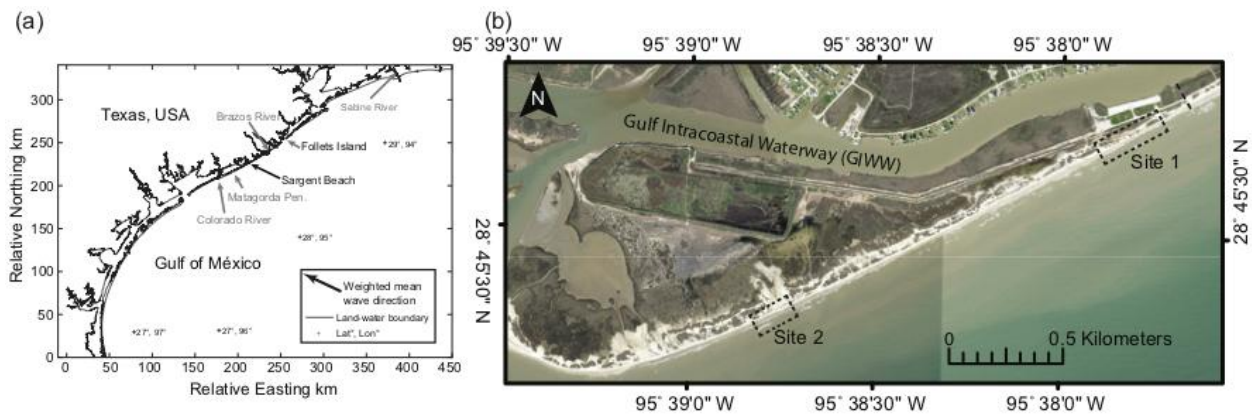 (a)
300
250
200
150
100
50
0
Relative Northing km
0 50 100 150 200 250 300 350 400 450
Relative Easting km
Texas, USA
Sabine River
Brazos River
Follets Island
+29°, 94°
Sargent Beach
Matagorda Pen.
Colorado River
+28°, 95°
Gulf of México
+27°, 97°
+27°, 96°
Weighted mean
wave direction
Land-water boundary
+ Lat°, Lon°
(b)
95° 39'30" W 95° 39'0" W 95° 38'30" W 95° 38'0" W
N
Gulf Intracoastal Waterway (GIWW)
Site 1
28° 45'30" N
28° 45'30" N
Site 2
0 0.5 Kilometers
95° 39'0" W 95° 38'30" W 95° 38'0" W